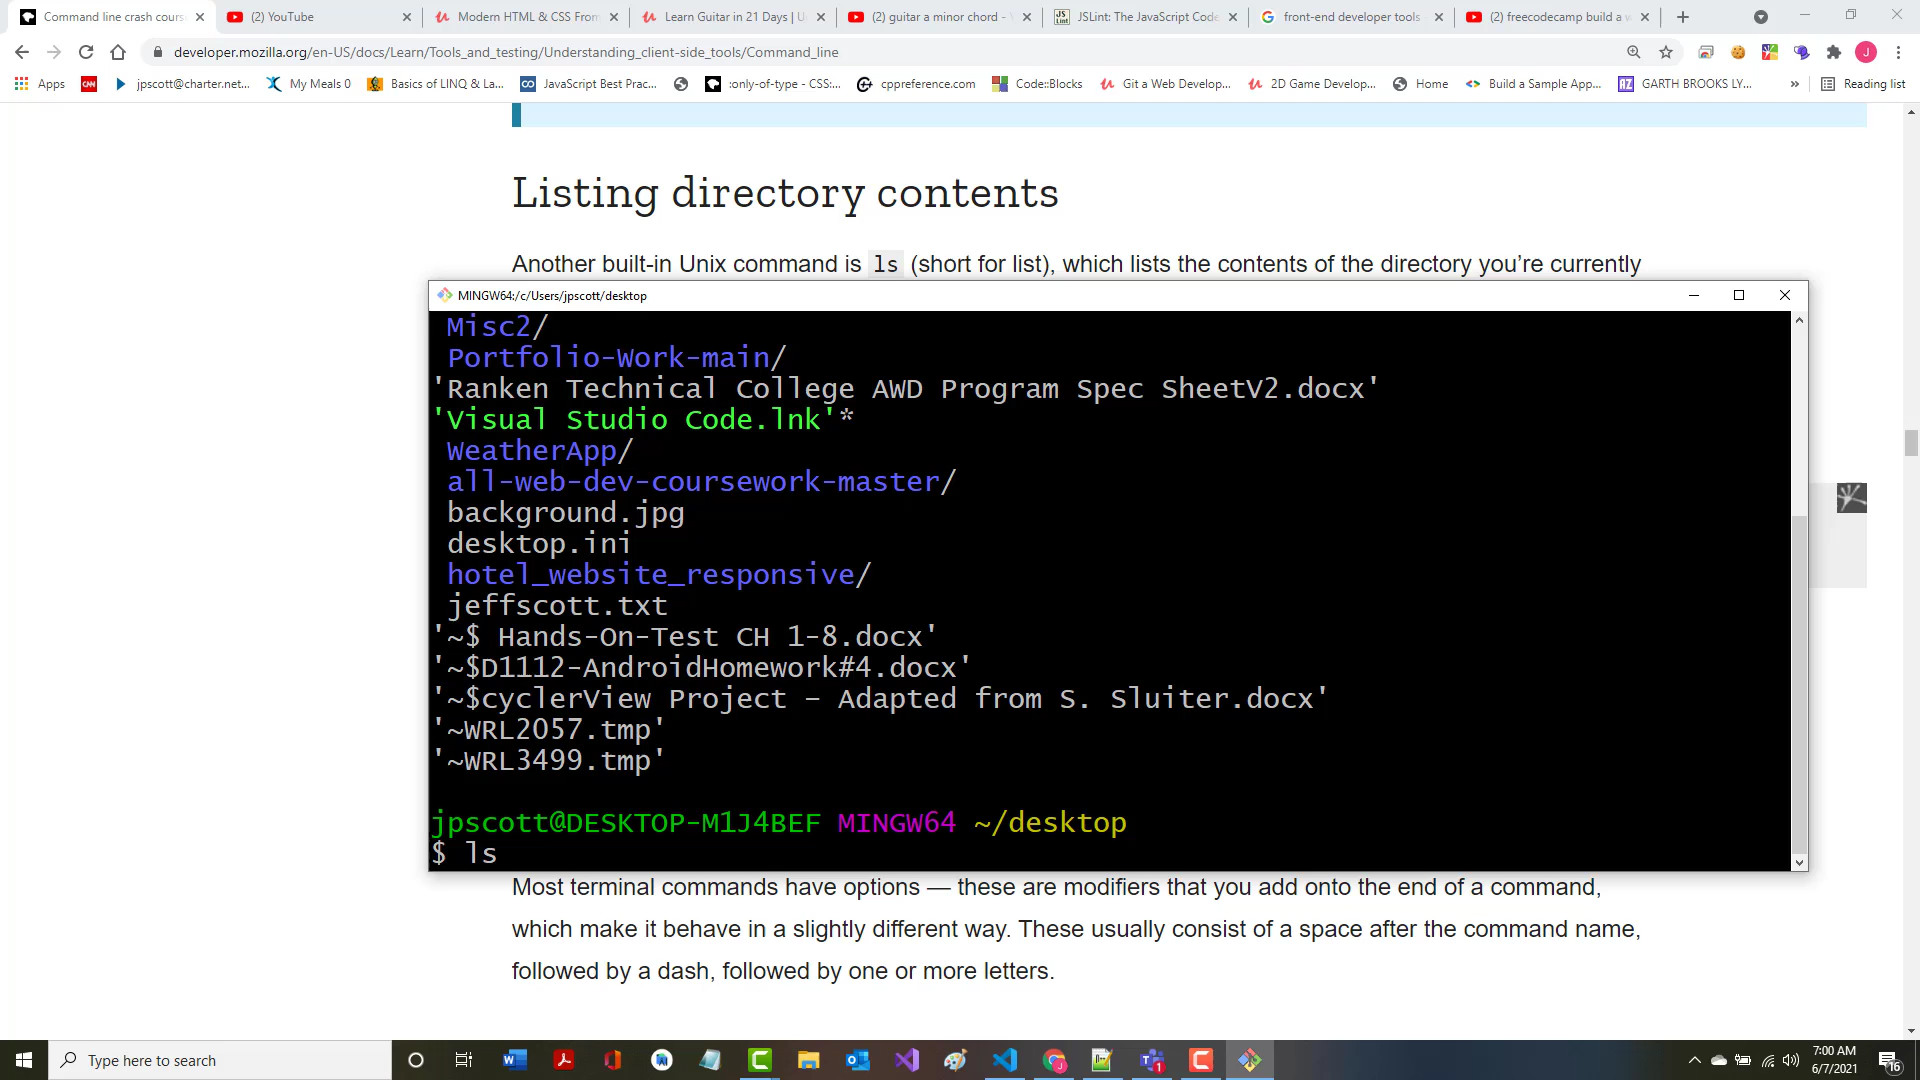 Command line crash cours
(2) YouTube
Modern HTML & CSS From
Learn Guitar in 21 Days | U
(2) guitar a minor chord -
JSLint: The JavaScript Code
front-end developer tools
(2) freecodecamp build a w
developer.mozilla.org/en-US/docs/Learn/Tools_and_testing/Understanding_client-side_tools/Command_line
Apps
CNN
jpscott@charter.net...
My Meals 0
Basics of LINQ & La...
JavaScript Best Prac...
:only-of-type - CSS:...
cppreference.com
Code::Blocks
Git a Web Develop...
2D Game Develop...
Home
Build a Sample App...
GARTH BROOKS LY...
»
Reading list
Listing directory contents
Another built-in Unix command is ls (short for list), which lists the contents of the directory you’re currently
MINGW64:/c/Users/jpscott/desktop
Misc2/
Portfolio-Work-main/
'Ranken Technical College AWD Program Spec SheetV2.docx'
'Visual Studio Code.lnk'*
WeatherApp/
all-web-dev-coursework-master/
background.jpg
desktop.ini
hotel_website_responsive/
jeffscott.txt
'~$ Hands-On-Test CH 1-8.docx'
'~$D1112-AndroidHomework#4.docx'
'~$cyclerView Project – Adapted from S. Sluiter.docx'
'~WRL2057.tmp'
'~WRL3499.tmp'
jpscott@DESKTOP-M1J4BEF MINGW64 ~/desktop
$ ls
Most terminal commands have options — these are modifiers that you add onto the end of a command,
which make it behave in a slightly different way. These usually consist of a space after the command name,
followed by a dash, followed by one or more letters.
Type here to search
7:00 AM
6/7/2021
16